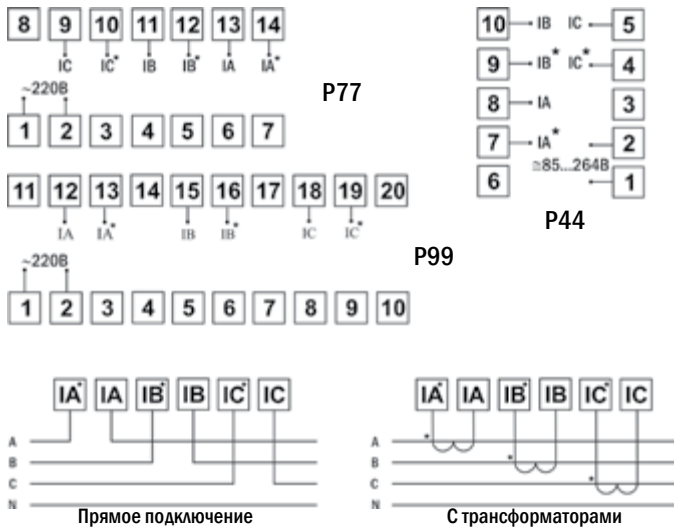 8 9 10 11 12 13 14
IC IC* IB IB* IA IA*
~220В
1 2 3 4 5 6 7
P77
10 IB IC 5
9 IB* IC* 4
8 IA 3
7 IA* 2
≅85...264В
6 1
P44
11 12 13 14 15 16 17 18 19 20
IA IA* IB IB* IC IC*
~220В
1 2 3 4 5 6 7 8 9 10
P99
IA* IA IB* IB IC* IC
A
B
C
N
Прямое подключение
IA* IA IB* IB IC* IC
A *
B *
C *
N
С трансформаторами